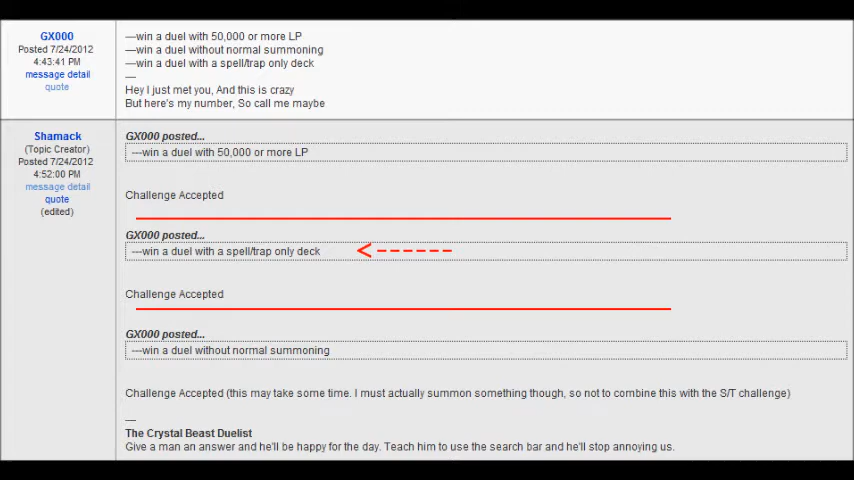 GX000
Posted 7/24/2012
4:43:41 PM
message detail
quote
—win a duel with 50,000 or more LP
—win a duel without normal summoning
—win a duel with a spell/trap only deck
—
Hey I just met you, And this is crazy
But here's my number, So call me maybe
Shamack
(Topic Creator)
Posted 7/24/2012
4:52:00 PM
message detail
quote
(edited)
GX000 posted...
---win a duel with 50,000 or more LP
Challenge Accepted
GX000 posted...
---win a duel with a spell/trap only deck
Challenge Accepted
GX000 posted...
---win a duel without normal summoning
Challenge Accepted (this may take some time. I must actually summon something though, so not to combine this with the S/T challenge)
—
The Crystal Beast Duelist
Give a man an answer and he'll be happy for the day. Teach him to use the search bar and he'll stop annoying us.